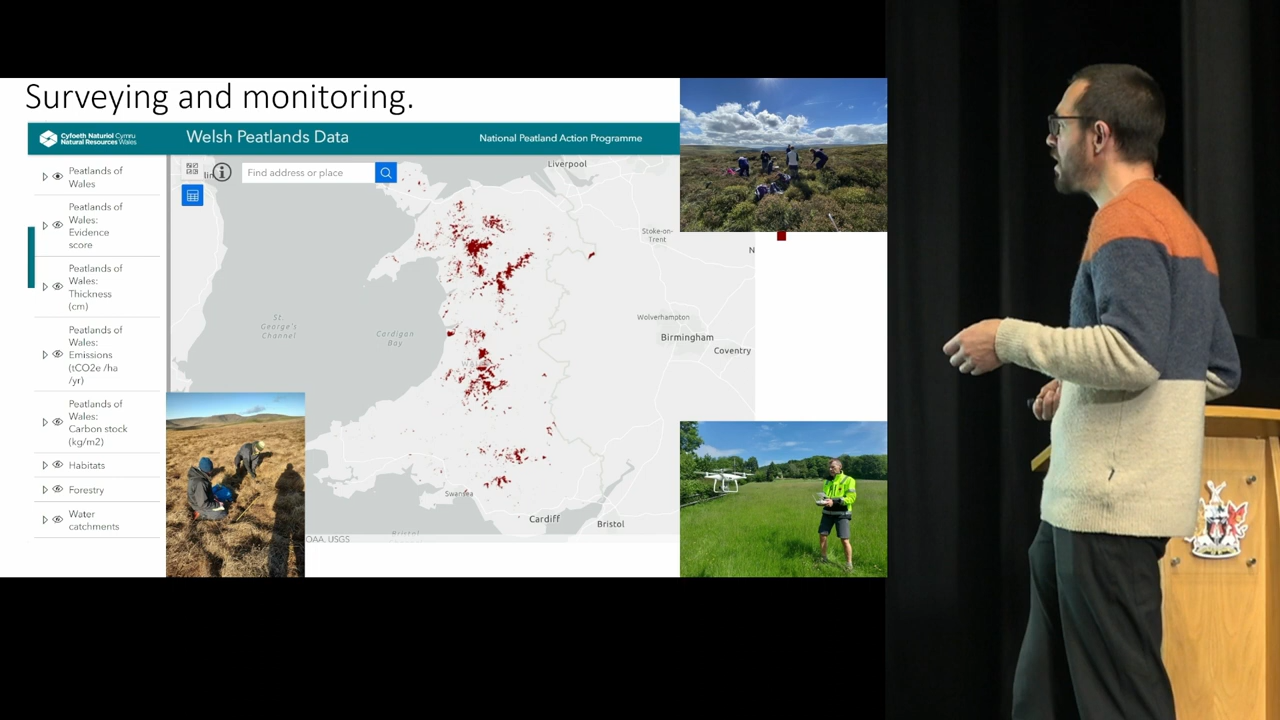 Surveying and monitoring.
Cyfoeth Naturiol Cymru
Natural Resources Wales
Welsh Peatlands Data
National Peatland Action Programme
Find address or place
Peatlands of
Wales
Peatlands of
Wales:
Evidence
score
Peatlands of
Wales:
Thickness
(cm)
Peatlands of
Wales:
Emissions
(tCO2e /ha
/yr)
Peatlands of
Wales:
Carbon stock
(kg/m2)
Habitats
Forestry
Water
catchments
lin
Liverpool
Stoke-on-
Trent
N
St.
George's
Channel
Cardigan
Bay
Wolverhampton
Birmingham
Coventry
Swansea
Cardiff
Bristol
Bristol
OAA, USGS